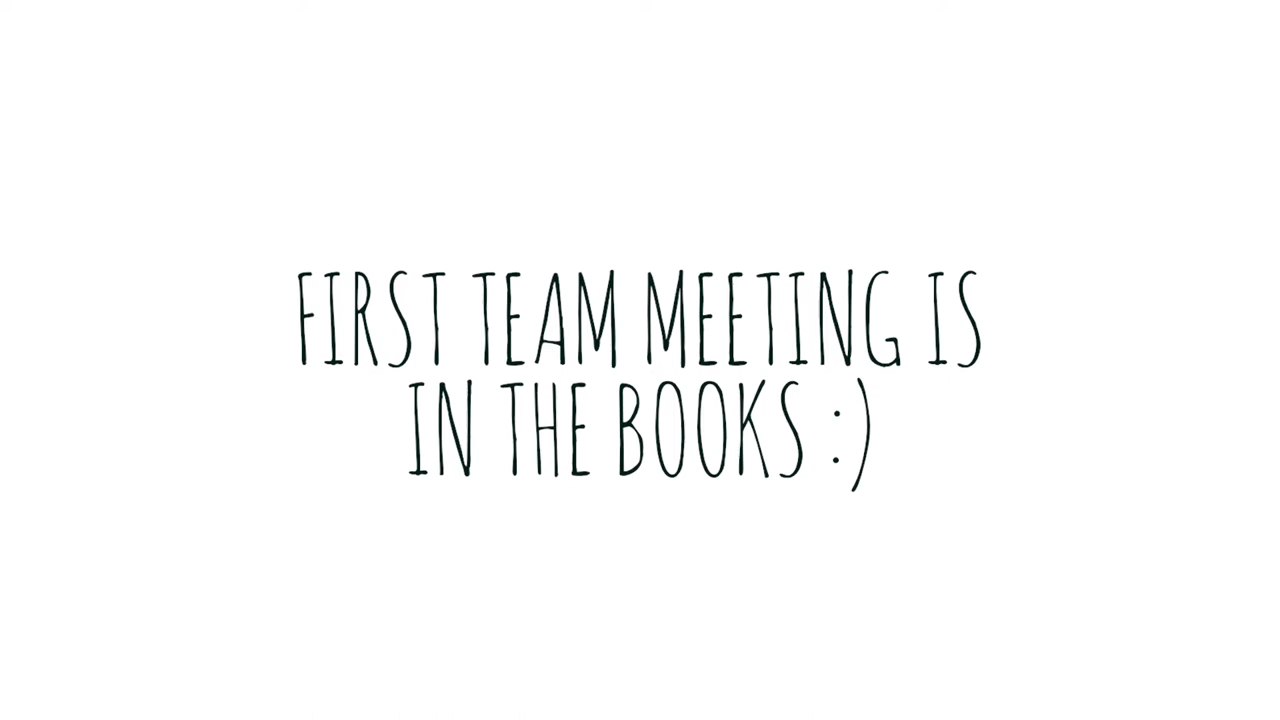 FIRST TEAM MEETING IS
IN THE BOOKS :)